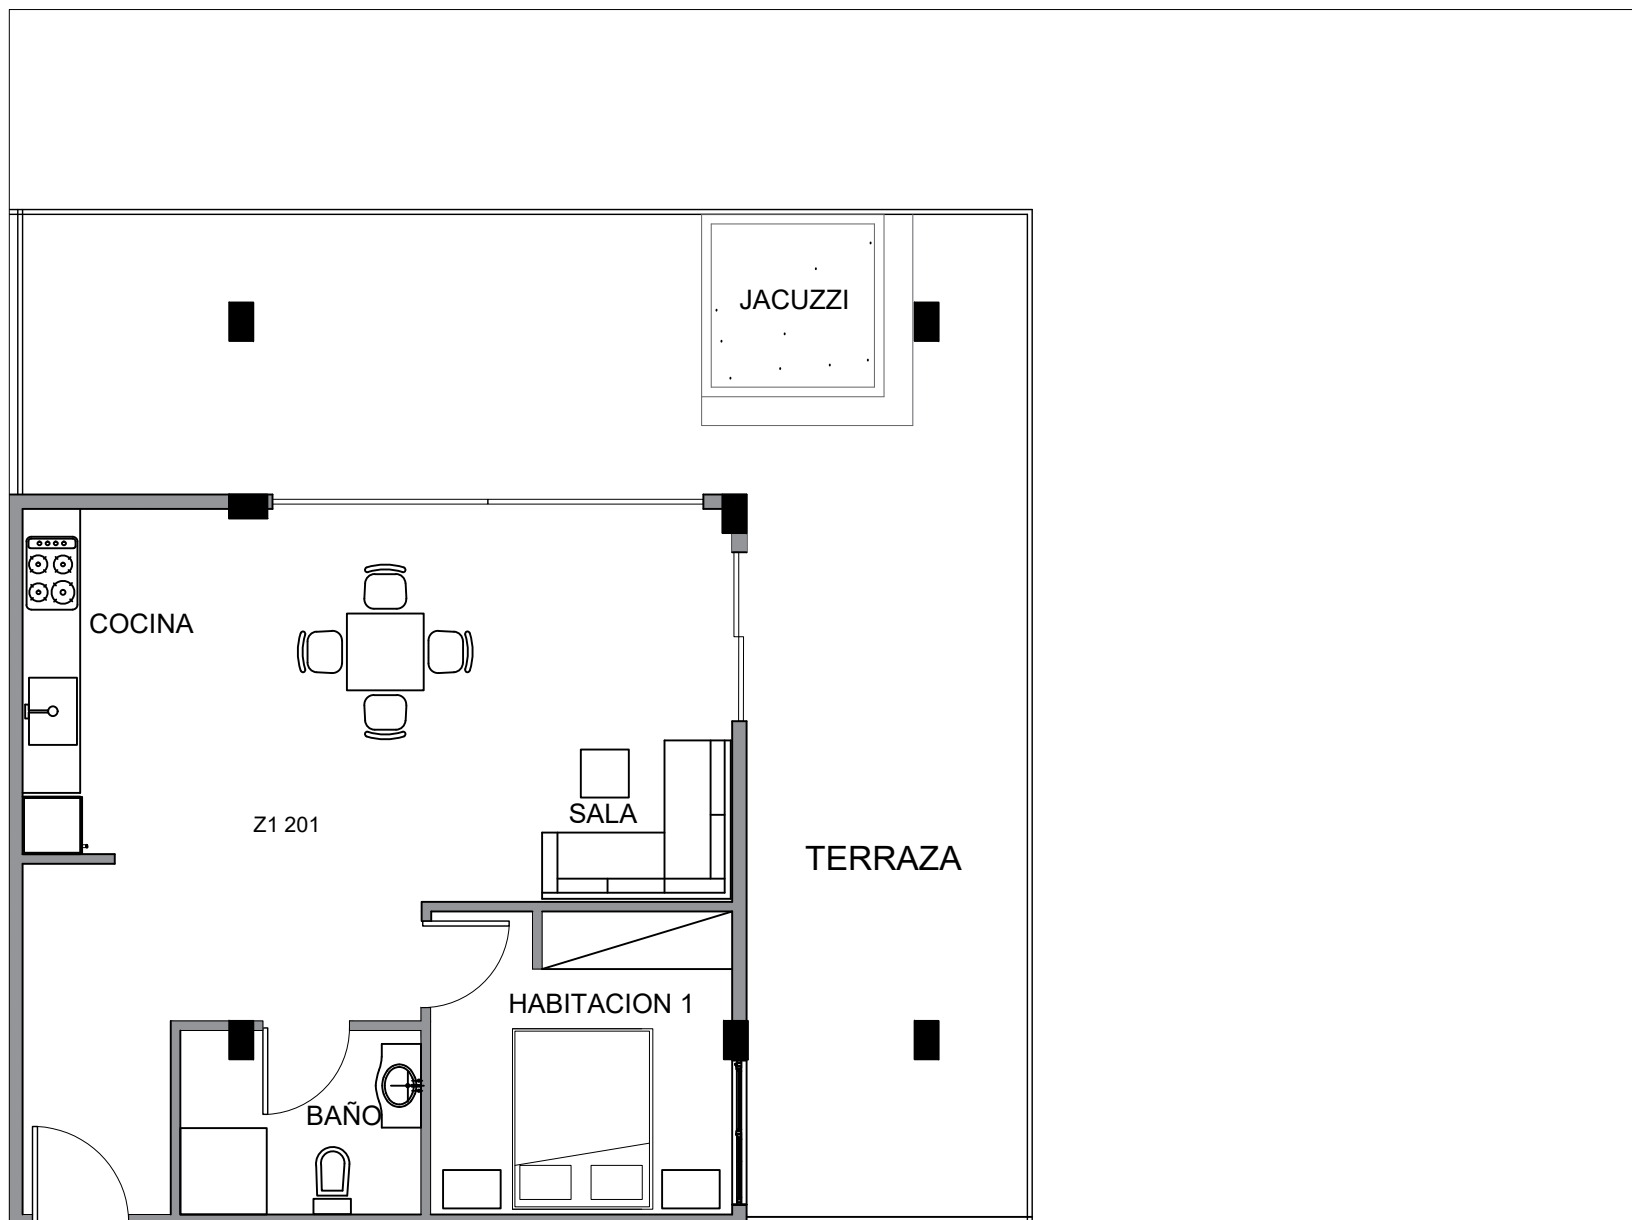 JACUZZI
COCINA
SALA
Z1 201
TERRAZA
HABITACION 1
BAÑO